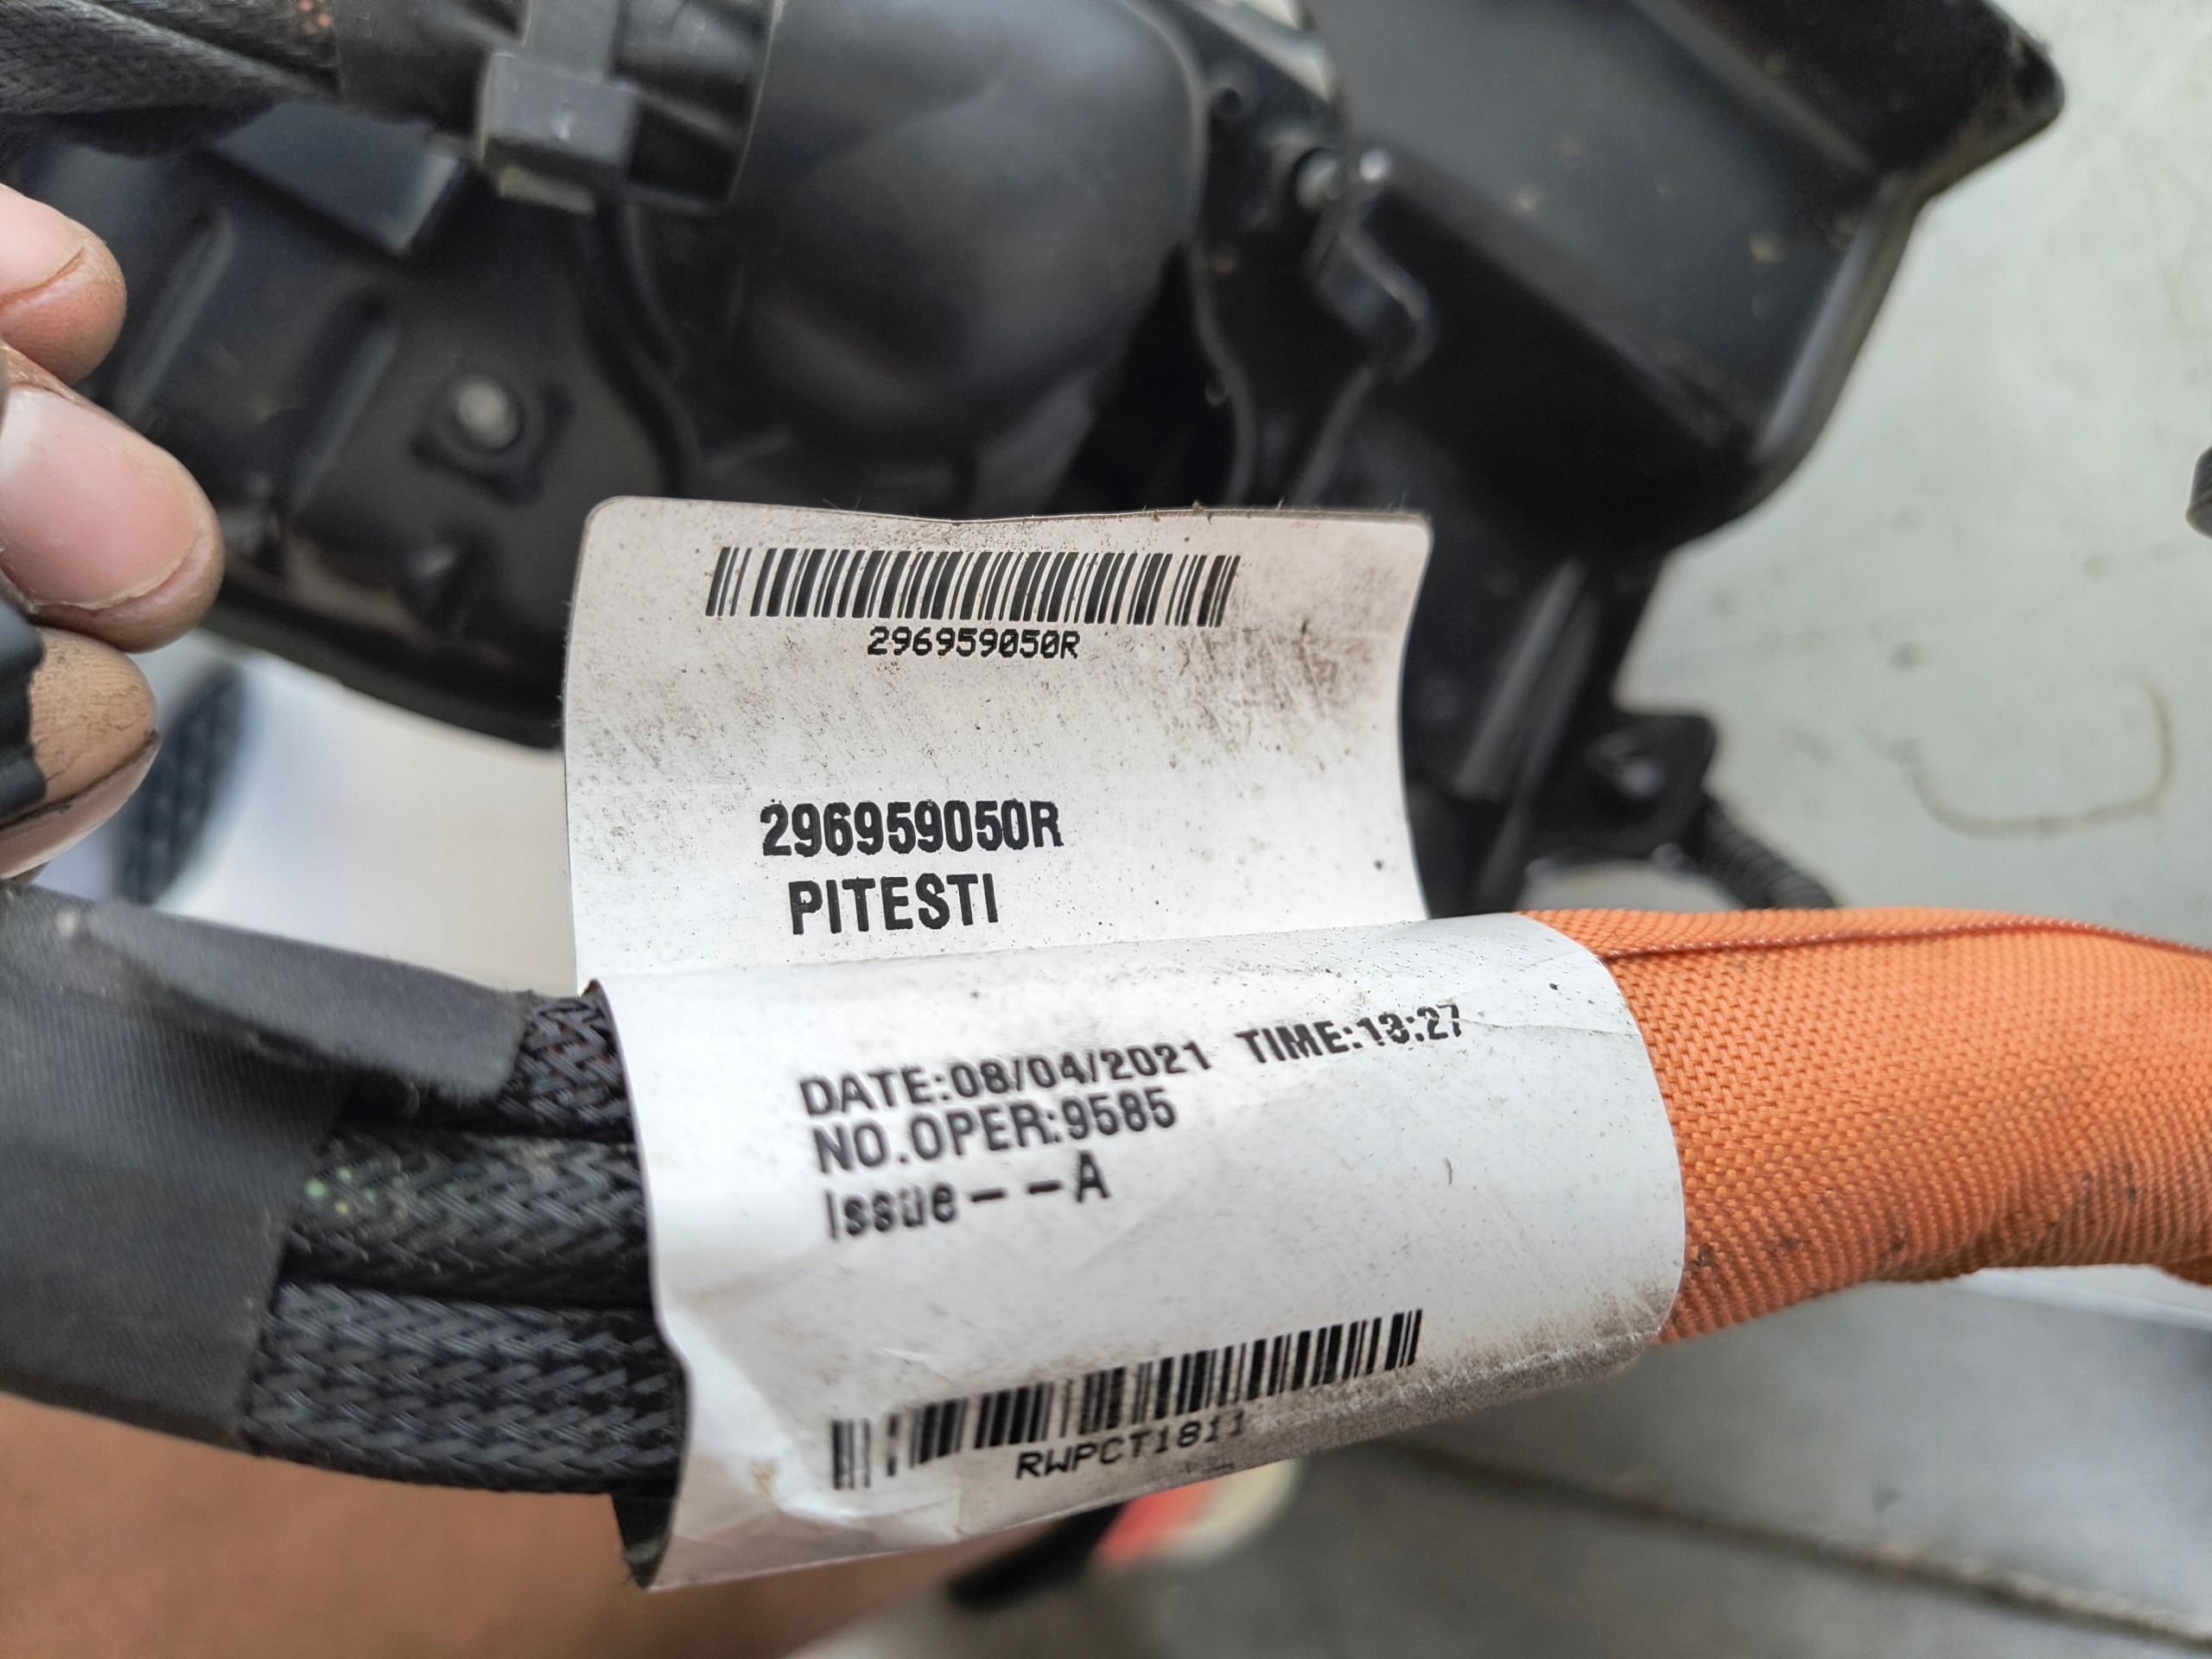 296959050R
296959050R
PITESTI
DATE:08/04/2021 TIME:13:27
NO.OPER:9585
Issue--A
RWPCT1811